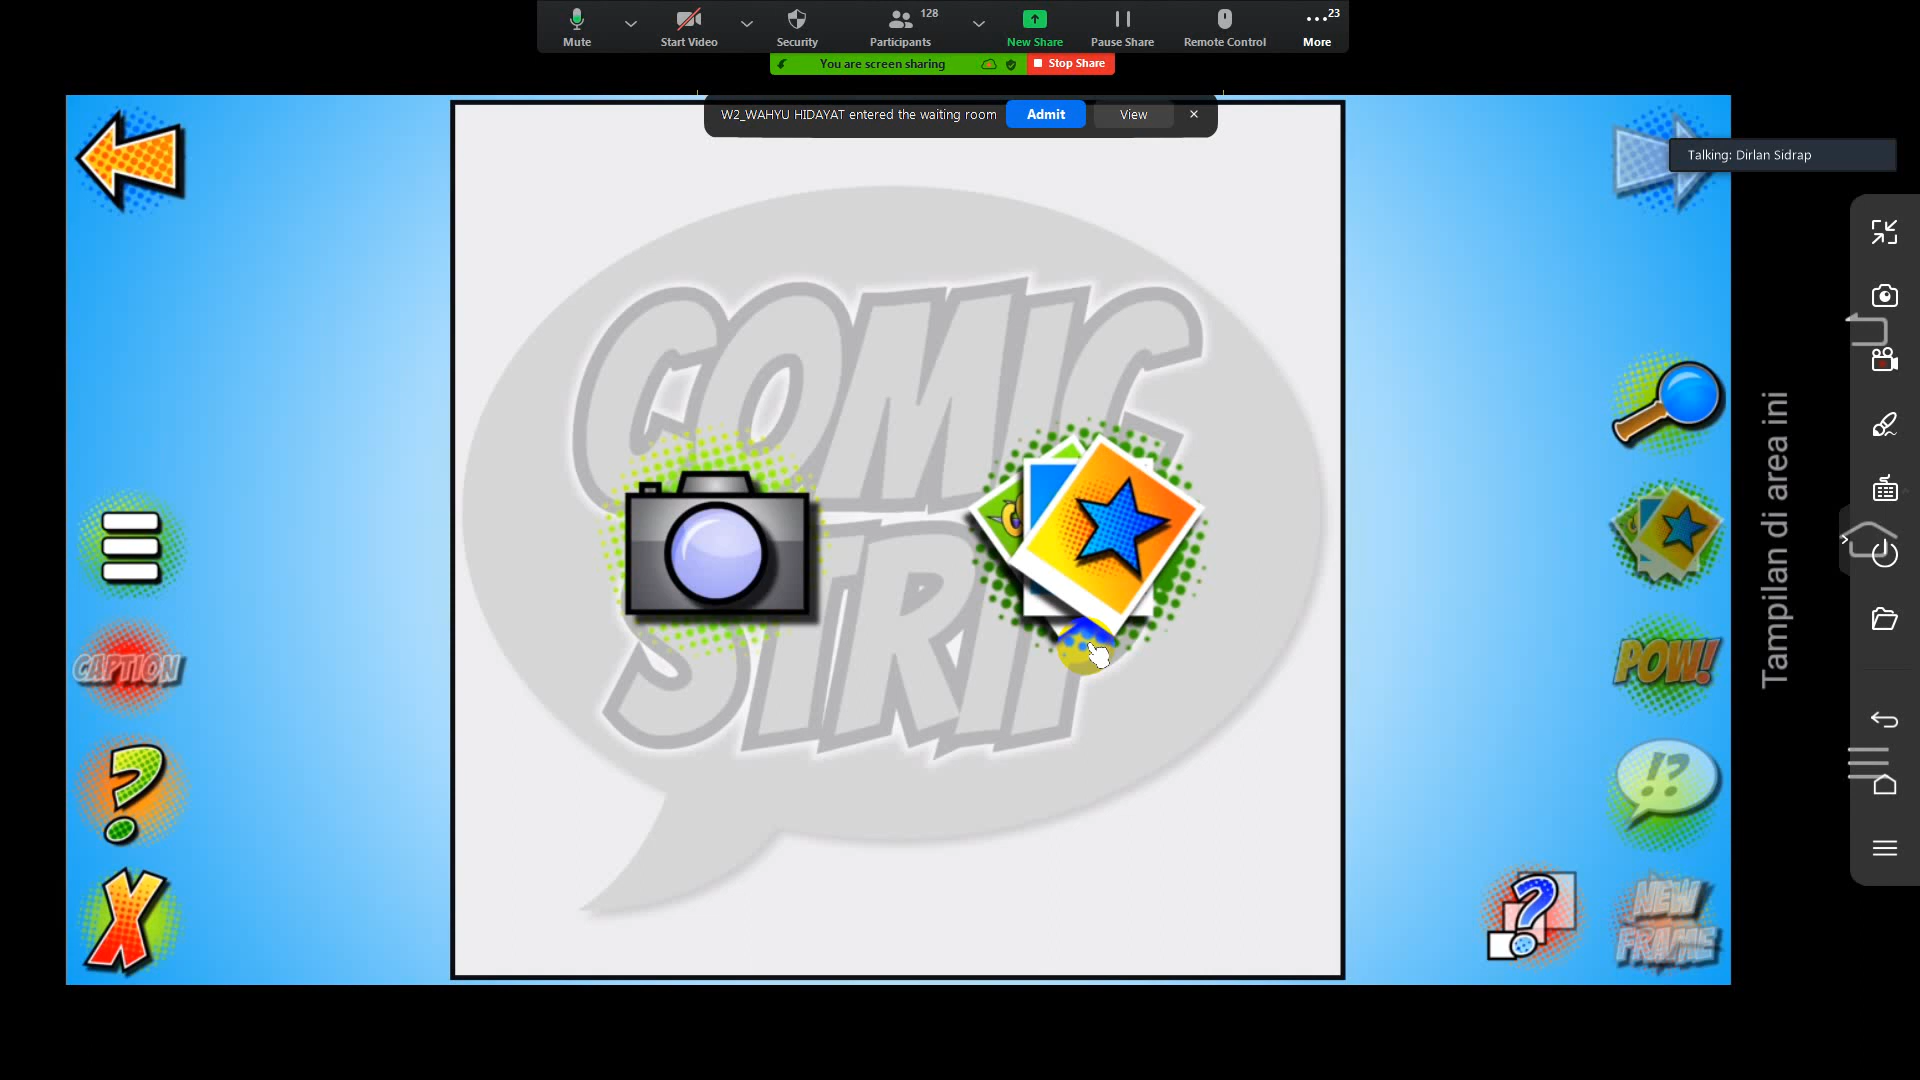 128
23
Mute
Start Video
Security
Participants
New Share
Pause Share
Remote Control
More
You are screen sharing
Stop Share
W2_WAHYU HIDAYAT entered the waiting room
Admit
View
Talking: Dirlan Sidrap
COMIC
STRIP
CAPTION
POW!
!?
NEW
FRAME
Tampilan di area ini